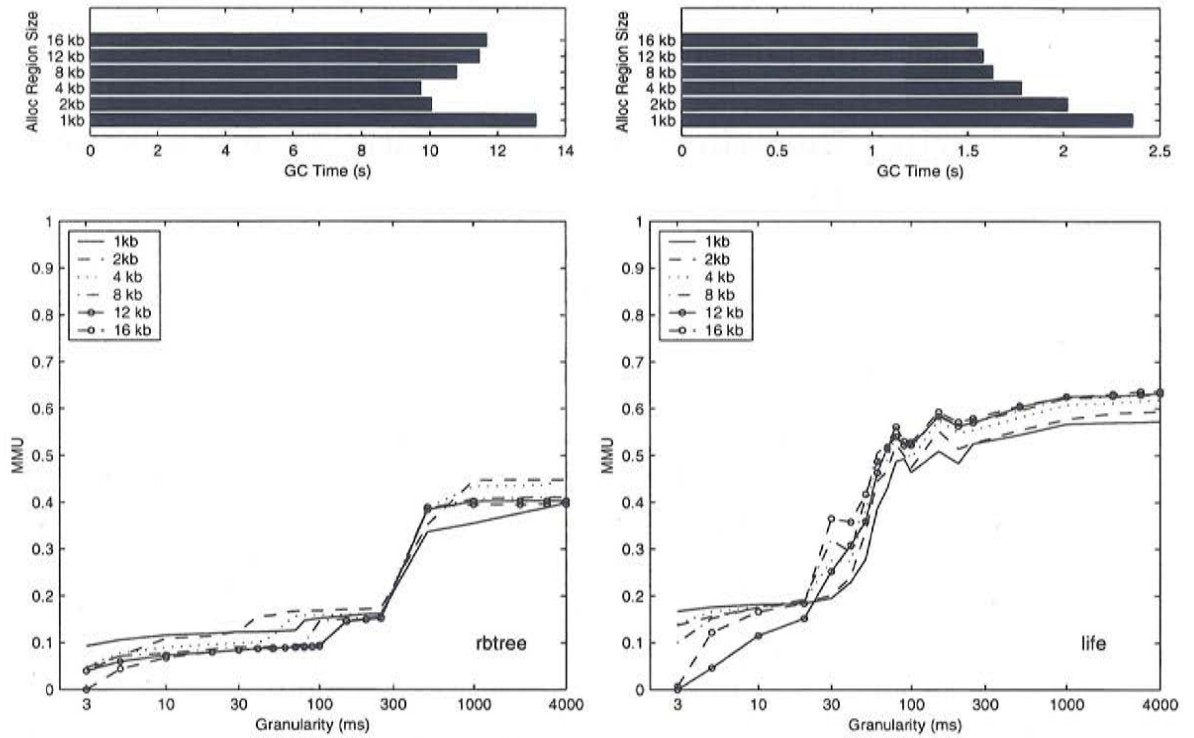 Alloc Region Size
16 kb
12 kb
8 kb
4 kb
2kb
1kb
0 2 4 6 8 10 12 14
GC Time (s)
Alloc Region Size
16 kb
12 kb
8 kb
4 kb
2kb
1kb
0 0.5 1 1.5 2 2.5
GC Time (s)
MMU
1
0.9
0.8
0.7
0.6
0.5
0.4
0.3
0.2
0.1
0
1kb
2kb
4 kb
8 kb
12 kb
16 kb
rbtree
3 10 30 100 300 1000 4000
Granularity (ms)
MMU
1
0.9
0.8
0.7
0.6
0.5
0.4
0.3
0.2
0.1
0
1kb
2kb
4 kb
8 kb
12 kb
16 kb
life
3 10 30 100 300 1000 4000
Granularity (ms)